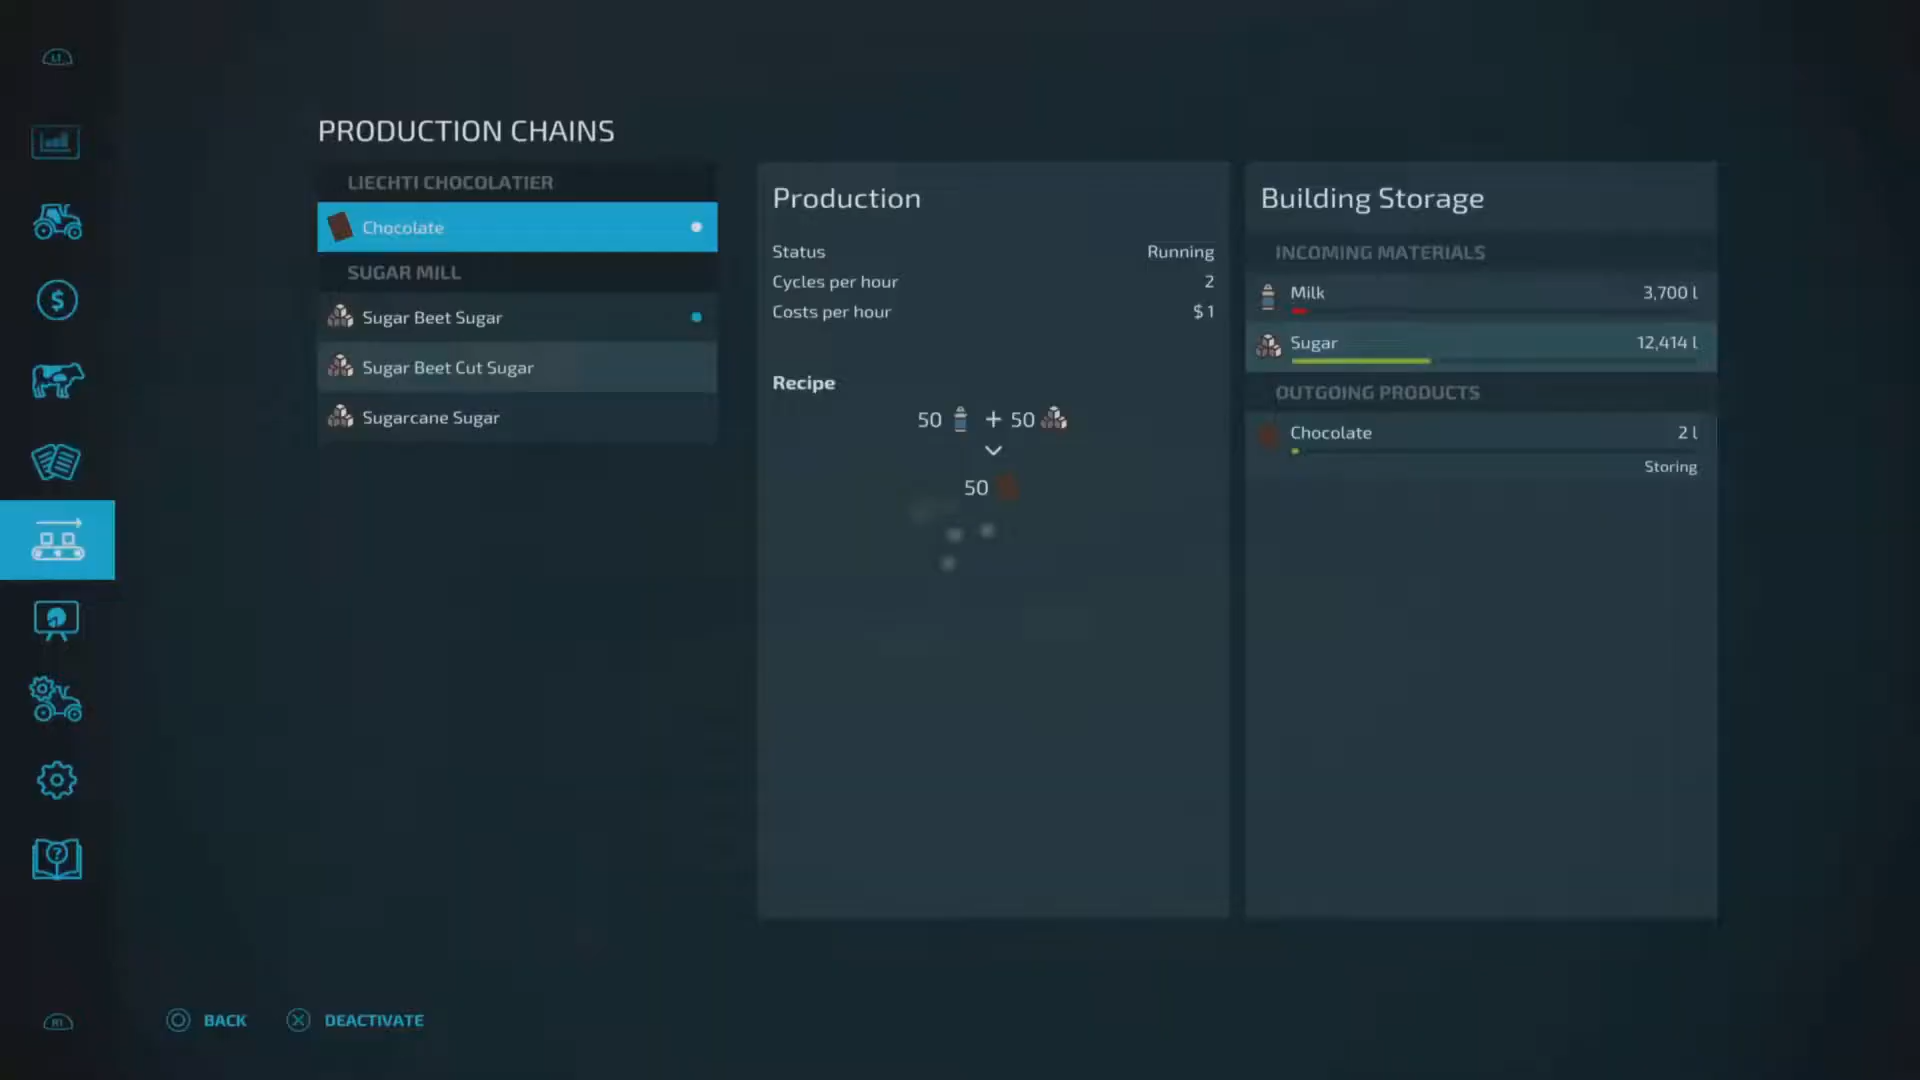 L1
PRODUCTION CHAINS
LIECHTI CHOCOLATIER
Chocolate
SUGAR MILL
Sugar Beet Sugar
Sugar Beet Cut Sugar
Sugarcane Sugar
Production
Status Running
Cycles per hour 2
Costs per hour $ 1
Recipe
50 + 50
50
Building Storage
INCOMING MATERIALS
Milk 3,700 l
Sugar 12,414 l
OUTGOING PRODUCTS
Chocolate 2 l
Storing
R1
BACK DEACTIVATE